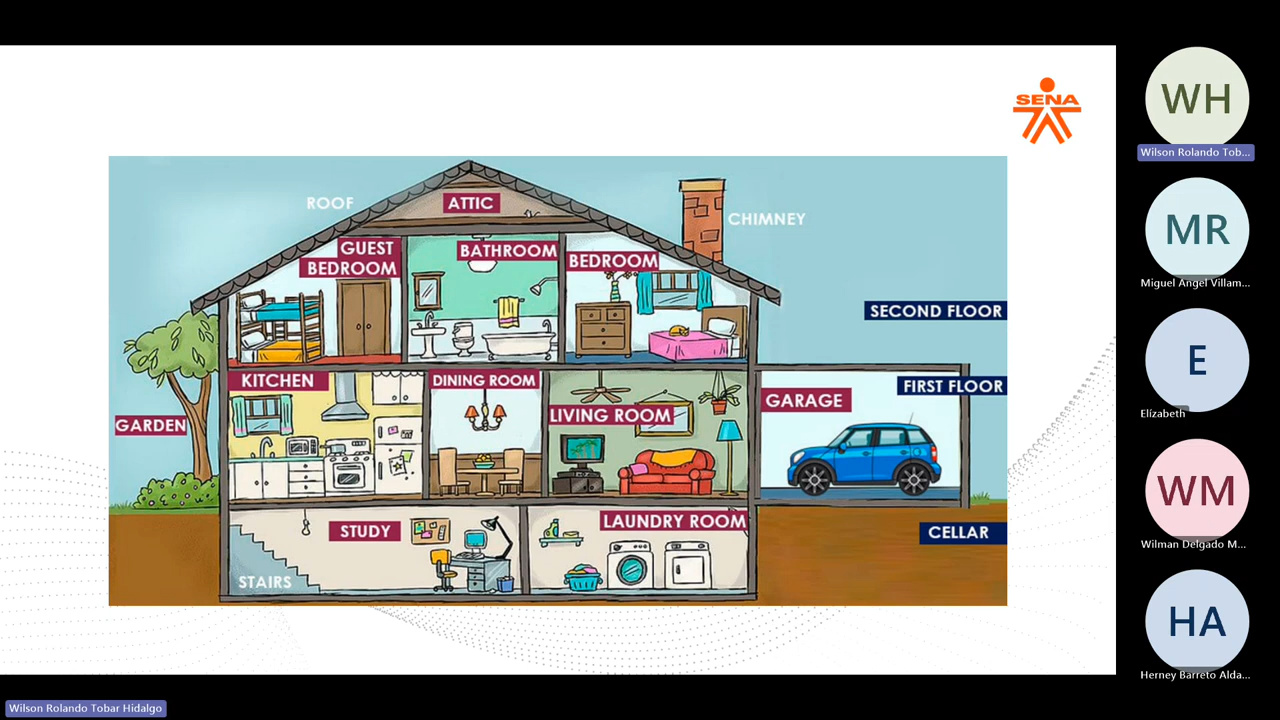 SENA
ROOF
ATTIC
CHIMNEY
GUEST
BEDROOM
BATHROOM
BEDROOM
SECOND FLOOR
KITCHEN
DINING ROOM
LIVING ROOM
GARAGE
FIRST FLOOR
GARDEN
STUDY
LAUNDRY ROOM
CELLAR
STAIRS
WH
Wilson Rolando Tob...
MR
Miguel Angel Villam...
E
Elízabeth
WM
Wilman Delgado M...
HA
Herney Barreto Alda...
Wilson Rolando Tobar Hidalgo